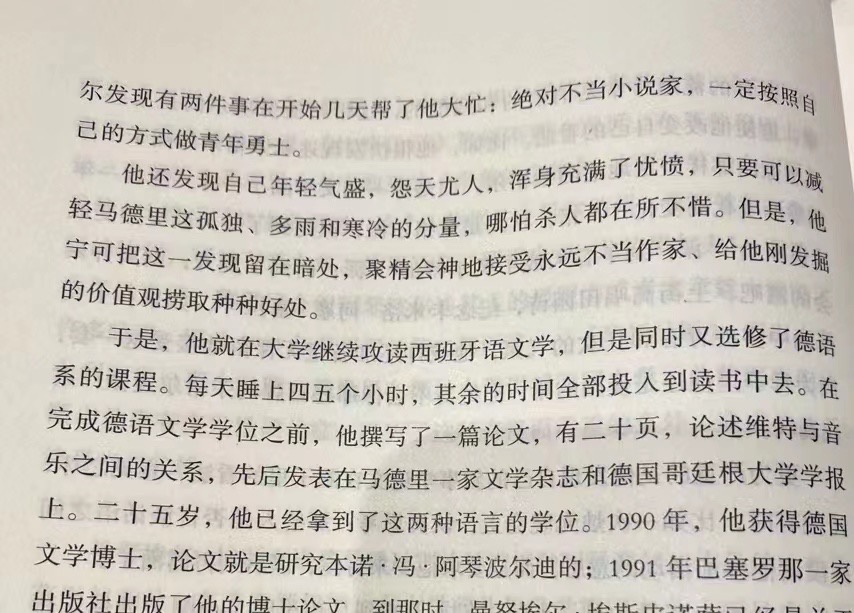 尔发现有两件事在开始几天帮了他大忙：绝对不当小说家，一定按照自
己的方式做青年勇士。
他还发现自己年轻气盛，怨天尤人，浑身充满了忧愤，只要可以减
轻马德里这孤独、多雨和寒冷的分量，哪怕杀人都在所不惜。但是，他
宁可把这一发现留在暗处，聚精会神地接受永远不当作家、给他刚发掘
的价值观捞取种种好处。
于是，他就在大学继续攻读西班牙语文学，但是同时又选修了德语
系的课程。每天睡上四五个小时，其余的时间全部投人到读书中去。在
完成德语文学学位之前，他撰写了一篇论文，有二十页，论述维特与音
乐之间的关系，先后发表在马德里一家文学杂志和德国哥廷根大学学报
上。二十五岁，他已经拿到了这两种语言的学位。1990 年，他获得德国
文学博士，论文就是研究本诺·冯·阿琴波尔迪的；1991 年巴塞罗那一家
出版社出版了他的博士论文。到那时，曼努埃尔·埃斯皮诺萨已经是